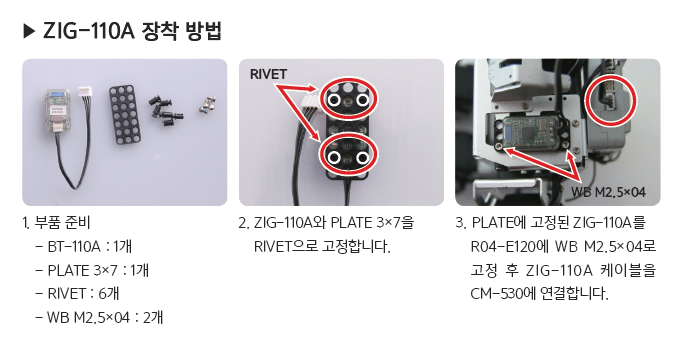 ▶ ZIG-110A 장착 방법
RIVET
WB M2.5×04
1. 부품 준비
- BT-110A : 1개
- PLATE 3×7 : 1개
- RIVET : 6개
- WB M2.5×04 : 2개
2. ZIG-110A와 PLATE 3×7을
RIVET으로 고정합니다.
3. PLATE에 고정된 ZIG-110A를
R04-E120에 WB M2.5×04로
고정 후 ZIG-110A 케이블을
CM-530에 연결합니다.